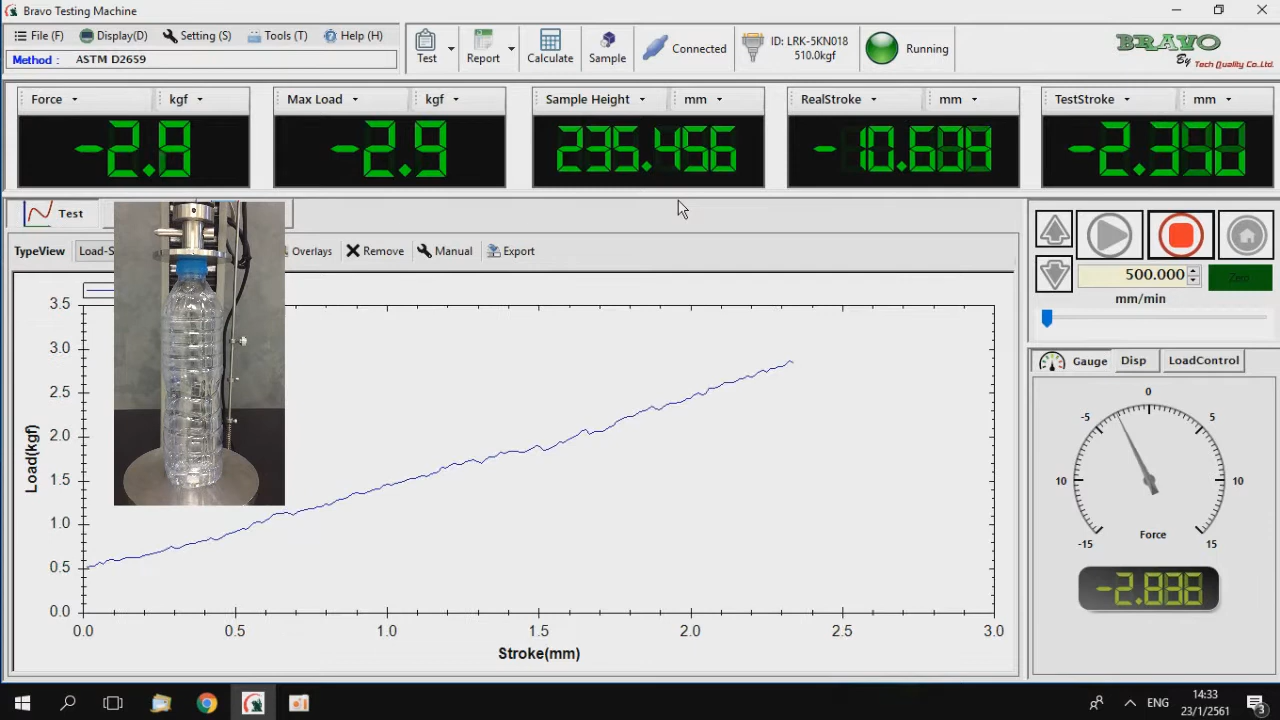 Bravo Testing Machine
File (F) Display(D) Setting (S) Tools (T) Help (H)
Method : ASTM D2659
Test Report Calculate Sample Connected
ID: LRK-5KN018
510.0kgf
Running
BRAVO
By Tech Quality Co.,Ltd.
Force kgf Max Load kgf Sample Height mm RealStroke mm TestStroke mm
-2.8 -2.9 235.456 -10.609 -2.390
Test
TypeView Load-S Overlays Remove Manual Export
500.000 Zero
mm/min
Gauge Disp LoadControl
3.5
3.0
2.5
2.0
1.5
1.0
0.5
0.0
Load(kgf)
0.0 0.5 1.0 1.5 2.0 2.5 3.0
Stroke(mm)
0
-5 5
10 10
-15 15
Force
ENG
14:33
23/1/2561
3